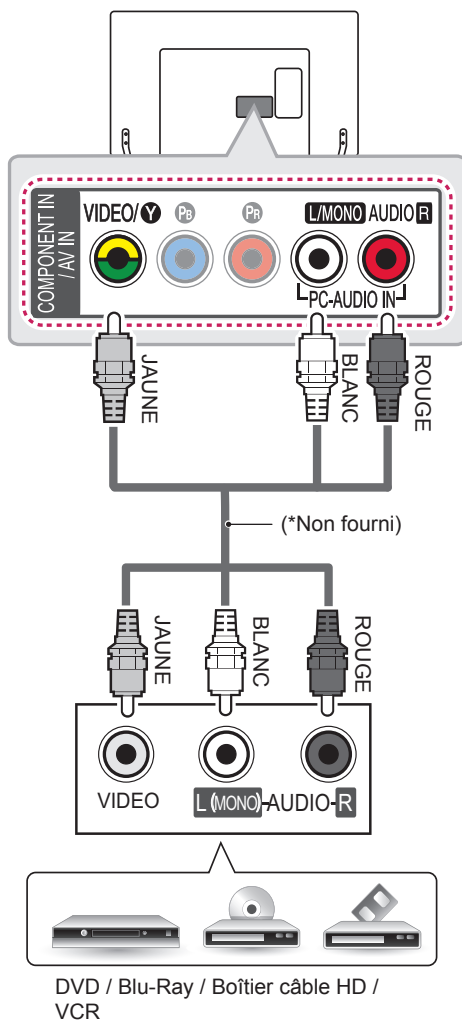 COMPONENT IN
/ AV IN
VIDEO/Y PB PR L/MONO AUDIO R
PC-AUDIO IN
JAUNE BLANC ROUGE
(*Non fourni)
JAUNE BLANC ROUGE
VIDEO L(MONO)-AUDIO-R
DVD / Blu-Ray / Boîtier câble HD /
VCR